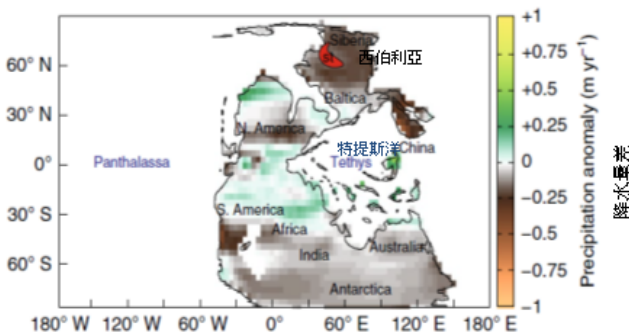 60° N
30° N
0°
30° S
60° S
180° W
120° W
60° W
0°
60° E
120° E
180° E
Siberia
西伯利亞
Baltica
N. America
特提斯洋
China
Panthalassa
Tethys
S. America
Africa
India
Australia
Antarctica
+1
+0.75
+0.5
+0.25
0
−0.25
−0.5
−0.75
−1
Precipitation anomaly (m yr⁻¹)
降水量差